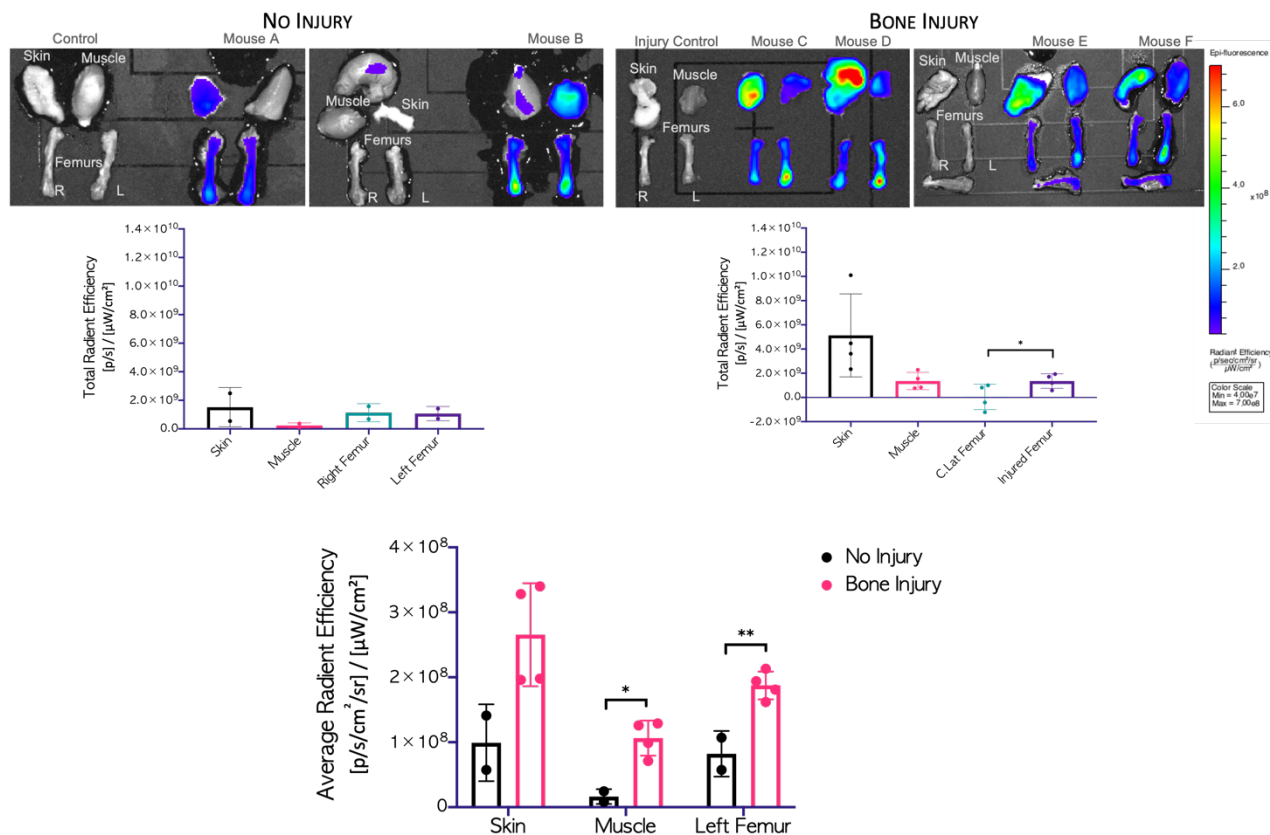 NO INJURY
BONE INJURY
Control
Mouse A
Mouse B
Injury Control
Mouse C
Mouse D
Mouse E
Mouse F
Skin
Muscle
Femurs
R
L
Muscle
Skin
Femurs
R
L
Skin
Muscle
Femurs
R
L
Skin
Muscle
Femurs
R
L
Epi-fluorescence
6.0
4.0
x10⁸
2.0
Radiant Efficiency
(p/sec/cm²/sr / µW/cm²)
Color Scale
Min = 4.00e7
Max = 7.00e8
Total Radient Efficiency
[p/s] / [µW/cm²]
1.4×10¹⁰
1.2×10¹⁰
1.0×10¹⁰
8.0×10⁹
6.0×10⁹
4.0×10⁹
2.0×10⁹
0.0
Skin
Muscle
Right Femur
Left Femur
Total Radient Efficiency
[p/s] / [µW/cm²]
1.4×10¹⁰
1.2×10¹⁰
1.0×10¹⁰
8.0×10⁹
6.0×10⁹
4.0×10⁹
2.0×10⁹
0.0
-2.0×10⁹
*
Skin
Muscle
C.Lat Femur
Injured Femur
Average Radient Efficiency
[p/s/cm²/sr] / [µW/cm²]
4×10⁸
3×10⁸
2×10⁸
1×10⁸
0
*
**
Skin
Muscle
Left Femur
No Injury
Bone Injury